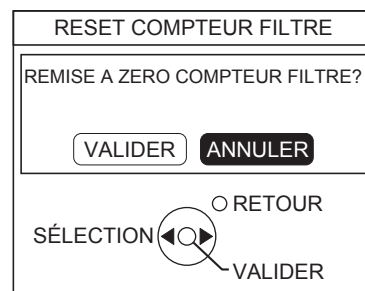 RESET COMPTEUR FILTRE
REMISE A ZERO COMPTEUR FILTRE?
VALIDER ANNULER
RETOUR
SÉLECTION
VALIDER